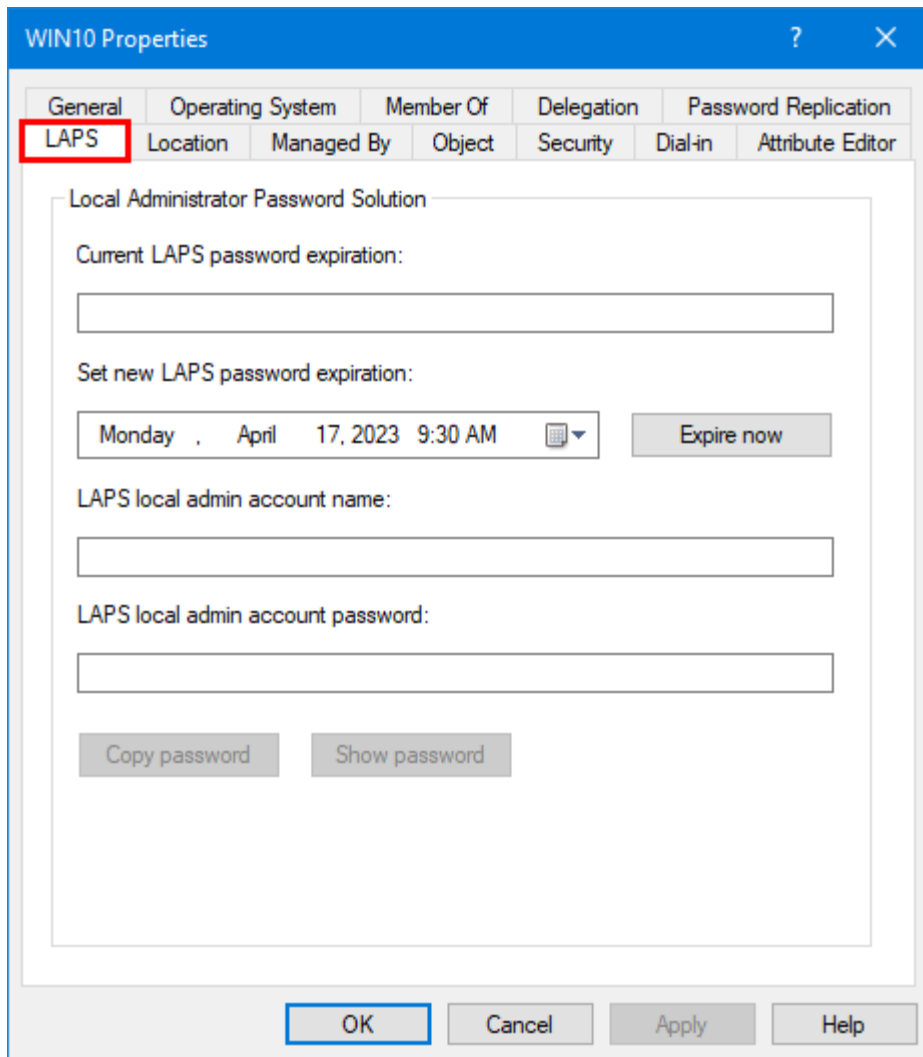 WIN10 Properties ?
General Operating System Member Of Delegation Password Replication
LAPS Location Managed By Object Security Dial-in Attribute Editor
Local Administrator Password Solution
Current LAPS password expiration:
Set new LAPS password expiration:
Monday , April 17, 2023 9:30 AM Expire now
LAPS local admin account name:
LAPS local admin account password:
Copy password Show password
OK Cancel Apply Help